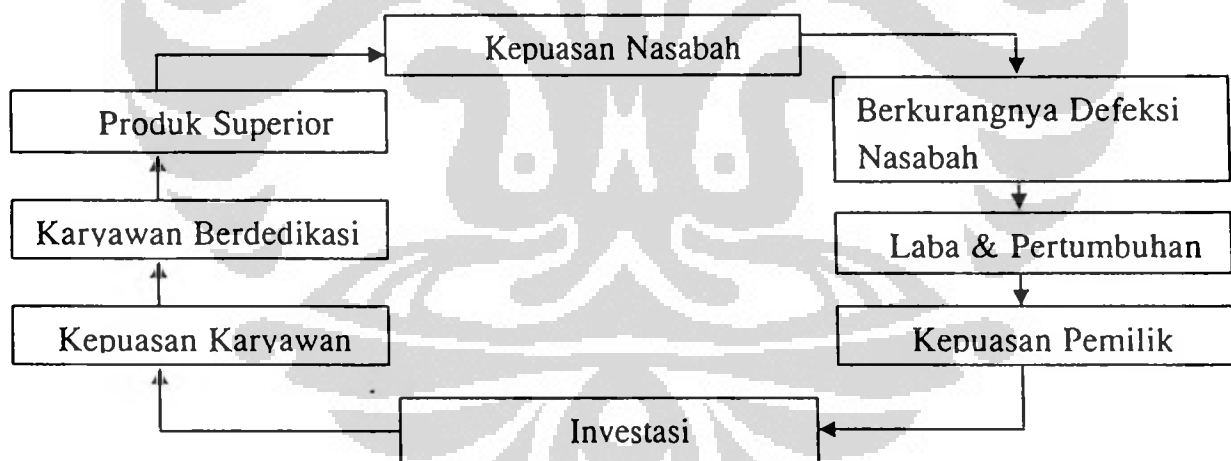 Kepuasan Nasabah
Produk Superior
Berkurangnya Defeksi
Nasabah
Karyawan Berdedikasi
Laba & Pertumbuhan
Kepuasan Karyawan
Kepuasan Pemilik
Investasi